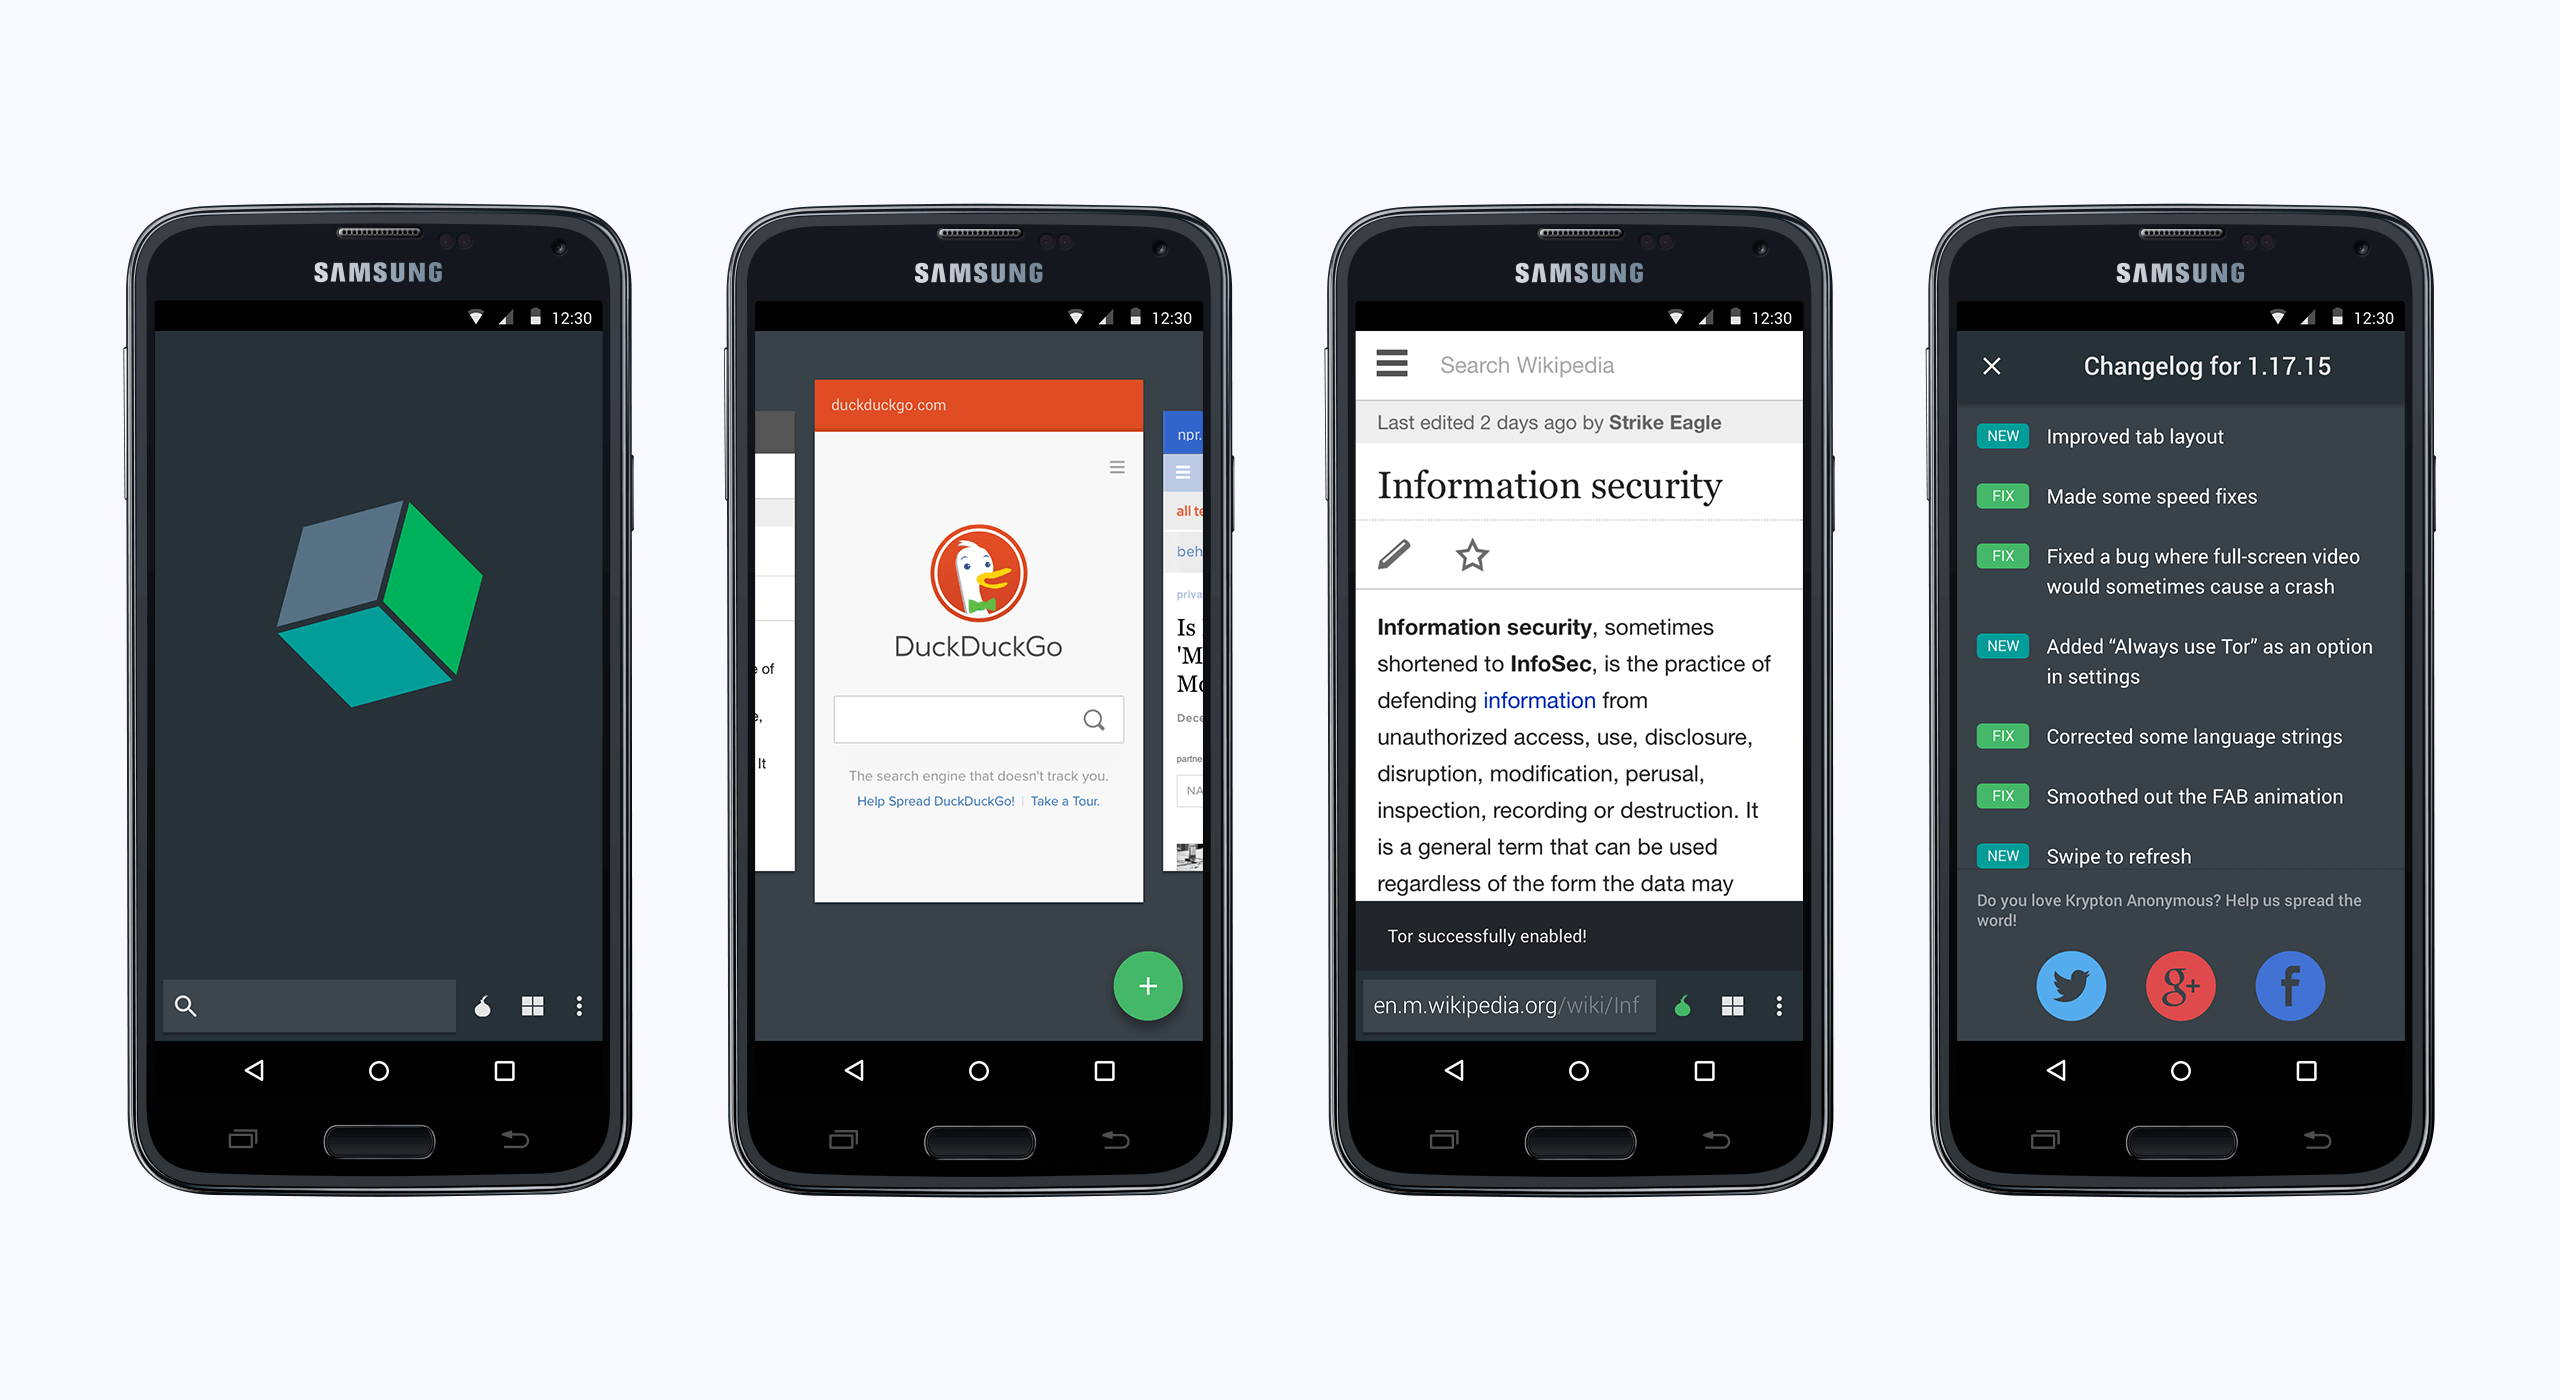 SAMSUNG
12:30
SAMSUNG
12:30
duckduckgo.com
DuckDuckGo
The search engine that doesn't track you.
Help Spread DuckDuckGo! | Take a Tour.
e of
e,
It
npr.
all te
beh
priva
Is
'M
Mo
Dece
partne
NA
SAMSUNG
12:30
Search Wikipedia
Last edited 2 days ago by Strike Eagle
Information security
Information security, sometimes
shortened to InfoSec, is the practice of
defending information from
unauthorized access, use, disclosure,
disruption, modification, perusal,
inspection, recording or destruction. It
is a general term that can be used
regardless of the form the data may
Tor successfully enabled!
en.m.wikipedia.org/wiki/Inf
SAMSUNG
12:30
Changelog for 1.17.15
NEW Improved tab layout
FIX Made some speed fixes
FIX Fixed a bug where full-screen video
would sometimes cause a crash
NEW Added “Always use Tor” as an option
in settings
FIX Corrected some language strings
FIX Smoothed out the FAB animation
NEW Swipe to refresh
Do you love Krypton Anonymous? Help us spread the
word!
g+
f